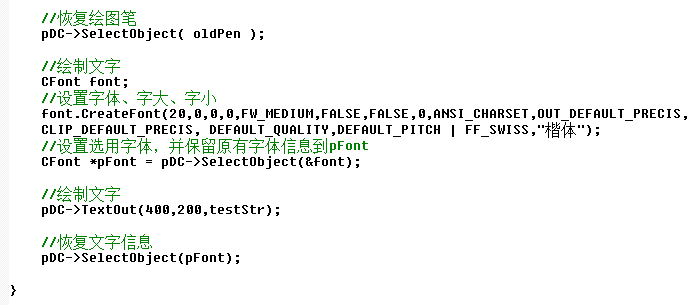 //恢复绘图笔
pDC->SelectObject( oldPen );
//绘制文字
CFont font;
//设置字体、字大、字小
font.CreateFont(20,0,0,0,FW_MEDIUM,FALSE,FALSE,0,ANSI_CHARSET,OUT_DEFAULT_PRECIS,
CLIP_DEFAULT_PRECIS, DEFAULT_QUALITY,DEFAULT_PITCH | FF_SWISS,"楷体");
//设置选用字体，并保留原有字体信息到pFont
CFont *pFont = pDC->SelectObject(&font);
//绘制文字
pDC->TextOut(400,200,testStr);
//恢复文字信息
pDC->SelectObject(pFont);
}